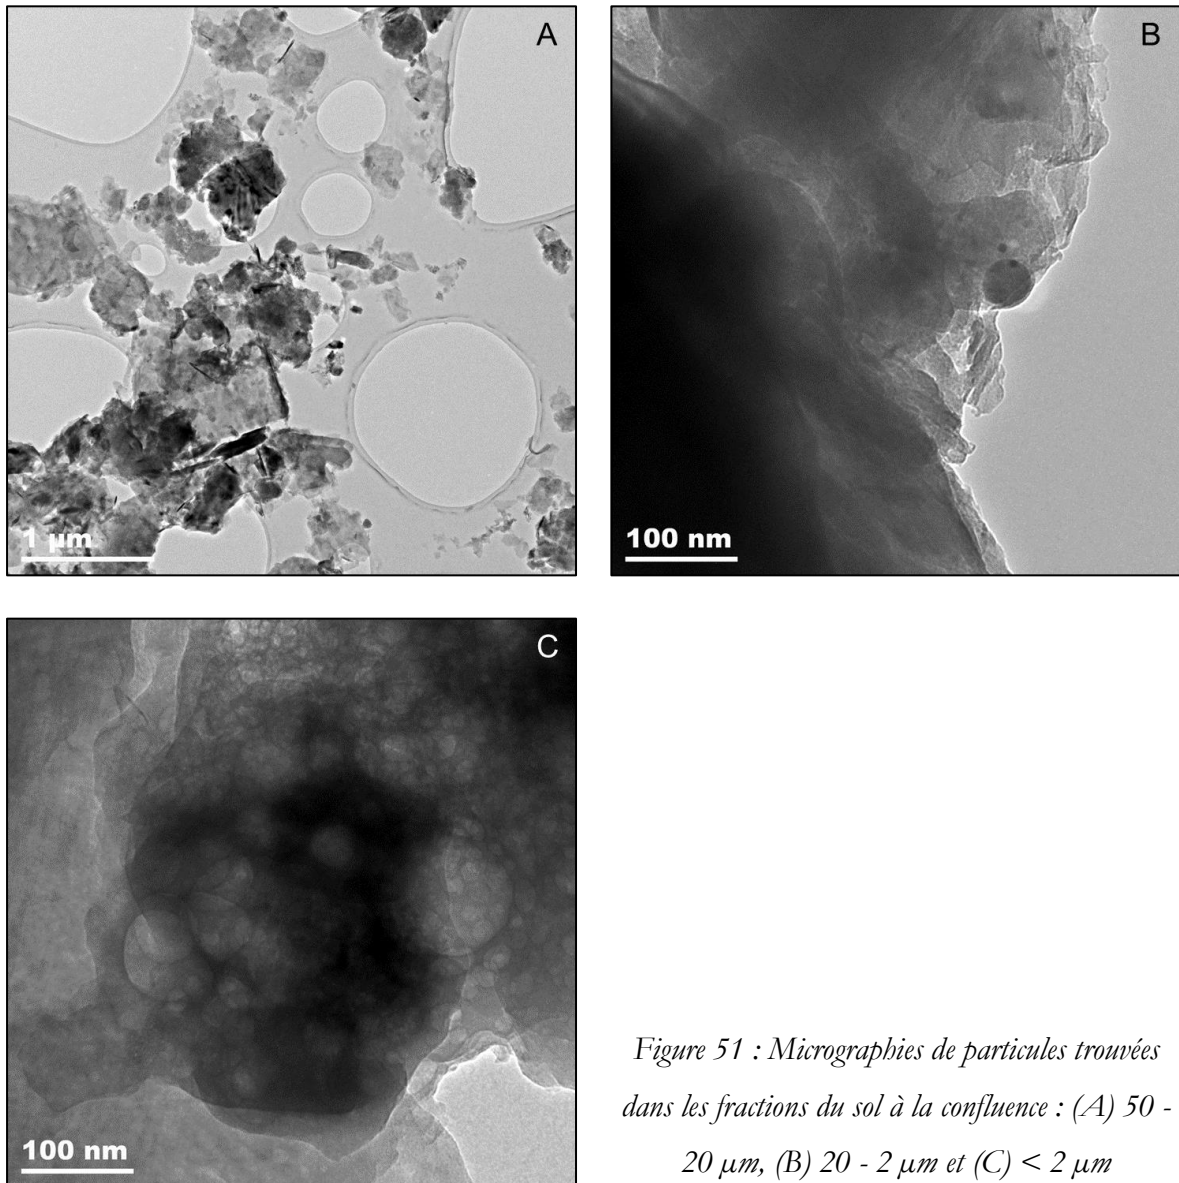 A
1 µm
B
100 nm
C
100 nm
Figure 51 : Micrographies de particules trouvées
dans les fractions du sol à la confluence : (A) 50 -
20 µm, (B) 20 - 2 µm et (C) < 2 µm